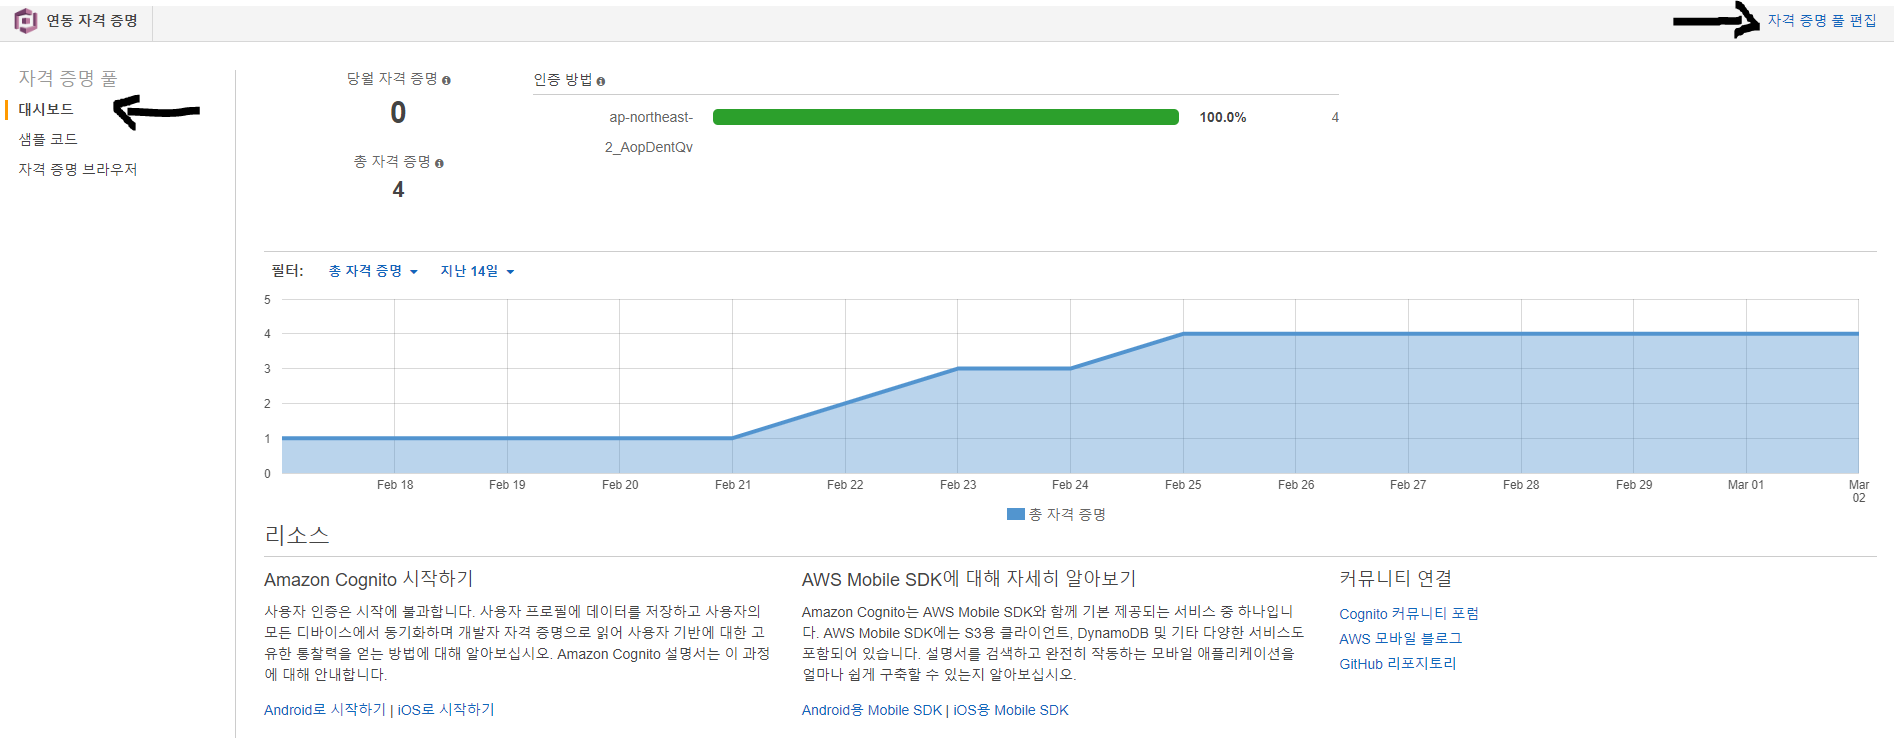 연동 자격 증명
자격 증명 풀 편집
자격 증명 풀
대시보드
샘플 코드
자격 증명 브라우저
당월 자격 증명
0
총 자격 증명
4
인증 방법
ap-northeast-
2_AopDentQv
100.0%
4
필터: 총 자격 증명 지난 14일
5
4
3
2
1
0
Feb 18 Feb 19 Feb 20 Feb 21 Feb 22 Feb 23 Feb 24 Feb 25 Feb 26 Feb 27 Feb 28 Feb 29 Mar 01 Mar
02
총 자격 증명
리소스
Amazon Cognito 시작하기
사용자 인증은 시작에 불과합니다. 사용자 프로필에 데이터를 저장하고 사용자의
모든 디바이스에서 동기화하며 개발자 자격 증명으로 읽어 사용자 기반에 대한 고
유한 통찰력을 얻는 방법에 대해 알아보십시오. Amazon Cognito 설명서는 이 과정
에 대해 안내합니다.
Android로 시작하기 | iOS로 시작하기
AWS Mobile SDK에 대해 자세히 알아보기
Amazon Cognito는 AWS Mobile SDK와 함께 기본 제공되는 서비스 중 하나입니
다. AWS Mobile SDK에는 S3용 클라이언트, DynamoDB 및 기타 다양한 서비스도
포함되어 있습니다. 설명서를 검색하고 완전히 작동하는 모바일 애플리케이션을
얼마나 쉽게 구축할 수 있는지 알아보십시오.
Android용 Mobile SDK | iOS용 Mobile SDK
커뮤니티 연결
Cognito 커뮤니티 포럼
AWS 모바일 블로그
GitHub 리포지토리